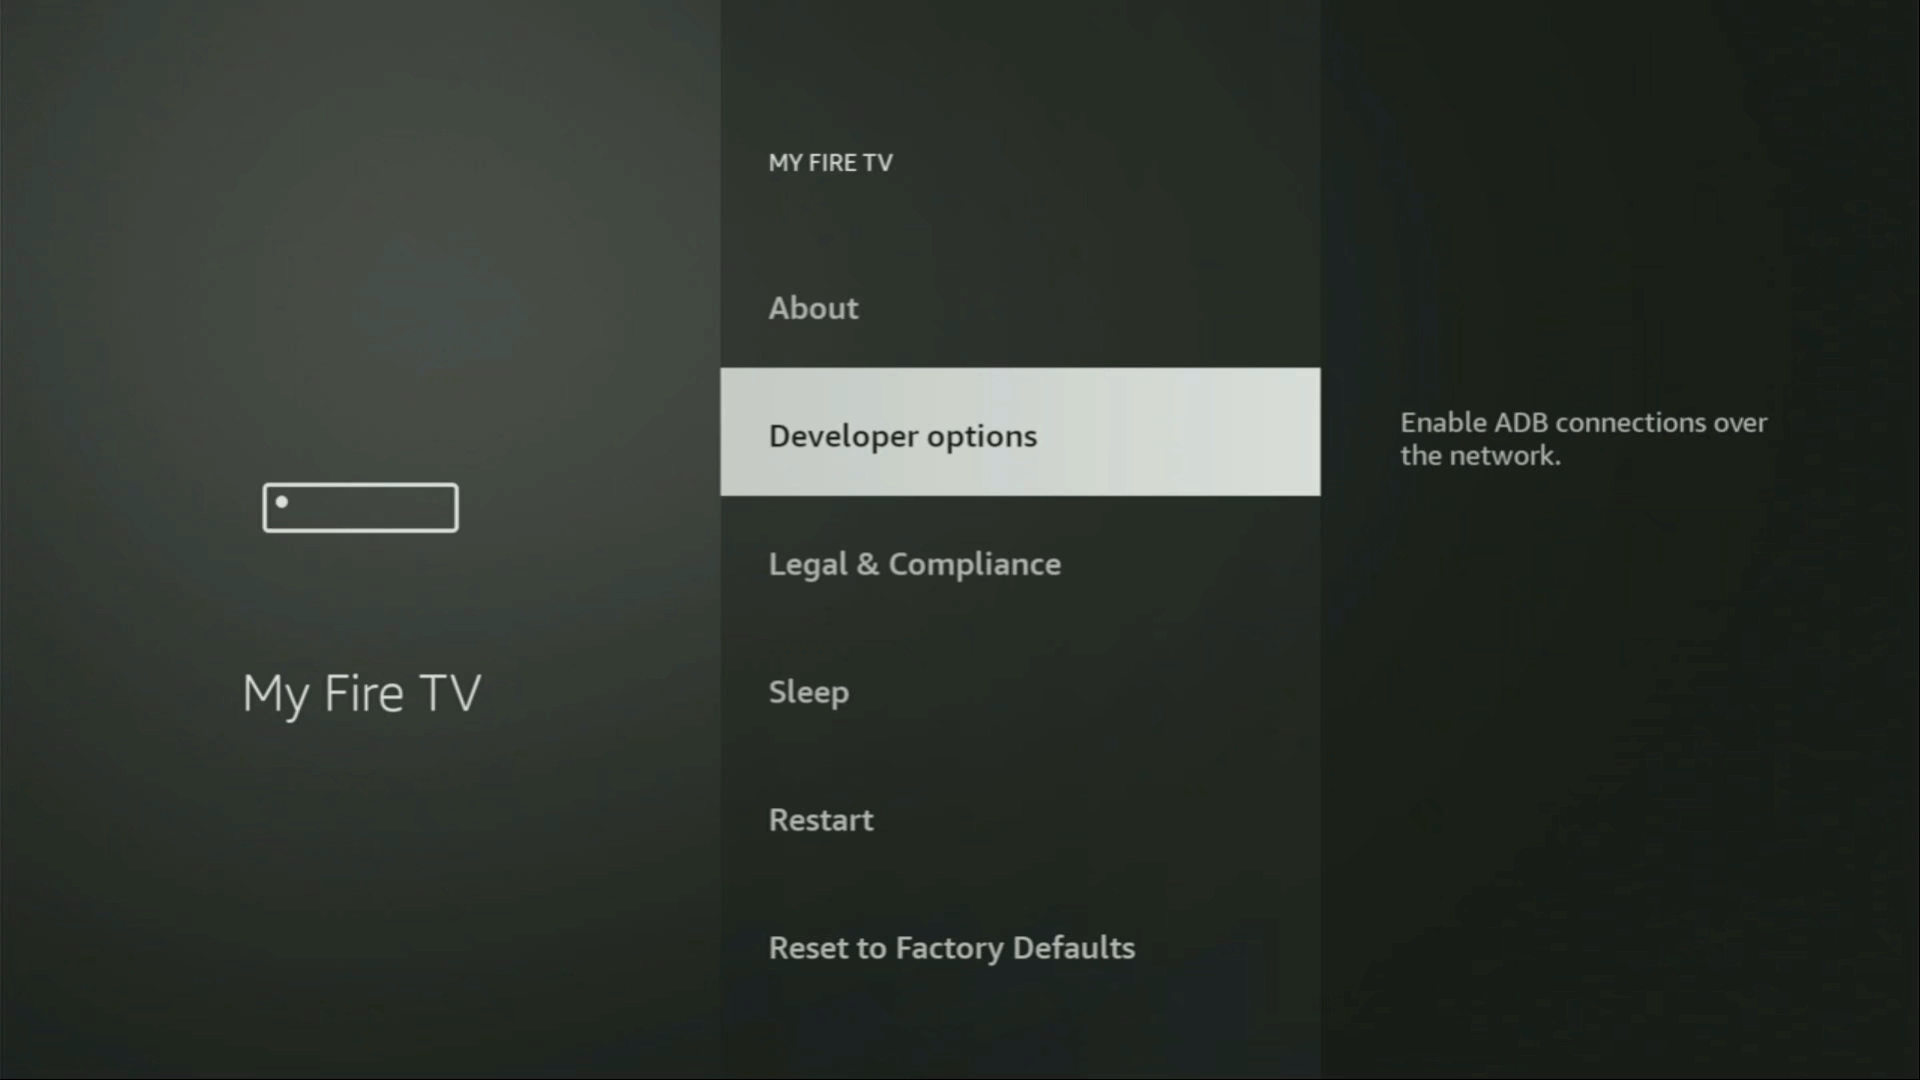 MY FIRE TV
About
Developer options
Enable ADB connections over
the network.
Legal & Compliance
My Fire TV
Sleep
Restart
Reset to Factory Defaults